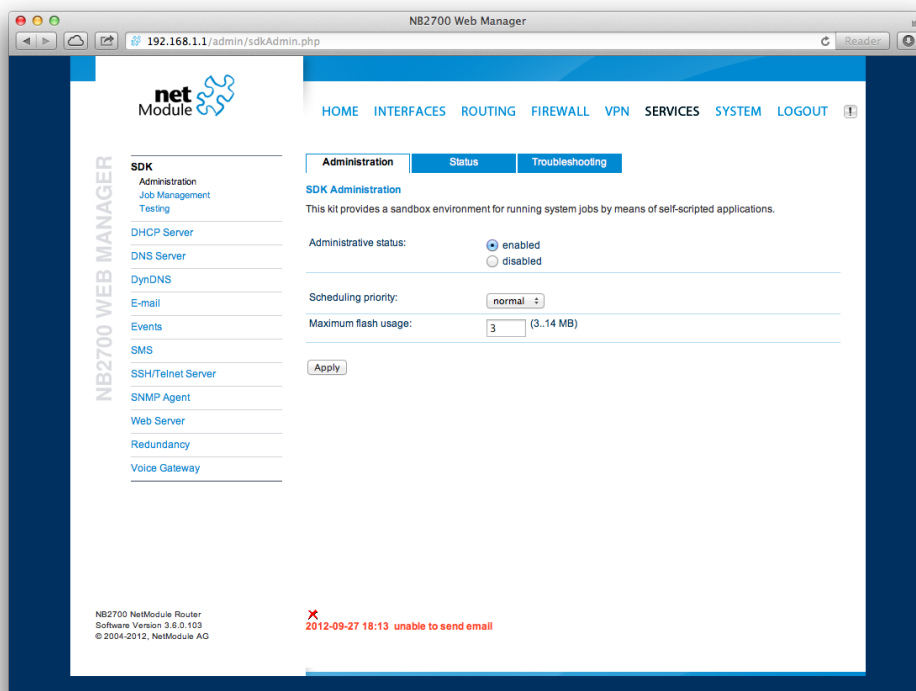 NB2700 Web Manager
192.168.1.1/admin/sdkAdmin.php
Reader
net
Module
HOME INTERFACES ROUTING FIREWALL VPN SERVICES SYSTEM LOGOUT !
NB2700 WEB MANAGER
SDK
Administration
Job Management
Testing
DHCP Server
DNS Server
DynDNS
E-mail
Events
SMS
SSH/Telnet Server
SNMP Agent
Web Server
Redundancy
Voice Gateway
Administration Status Troubleshooting
SDK Administration
This kit provides a sandbox environment for running system jobs by means of self-scripted applications.
Administrative status: enabled
disabled
Scheduling priority: normal
Maximum flash usage: 3 (3..14 MB)
Apply
NB2700 NetModule Router
Software Version 3.6.0.103
© 2004-2012, NetModule AG
2012-09-27 18:13 unable to send email